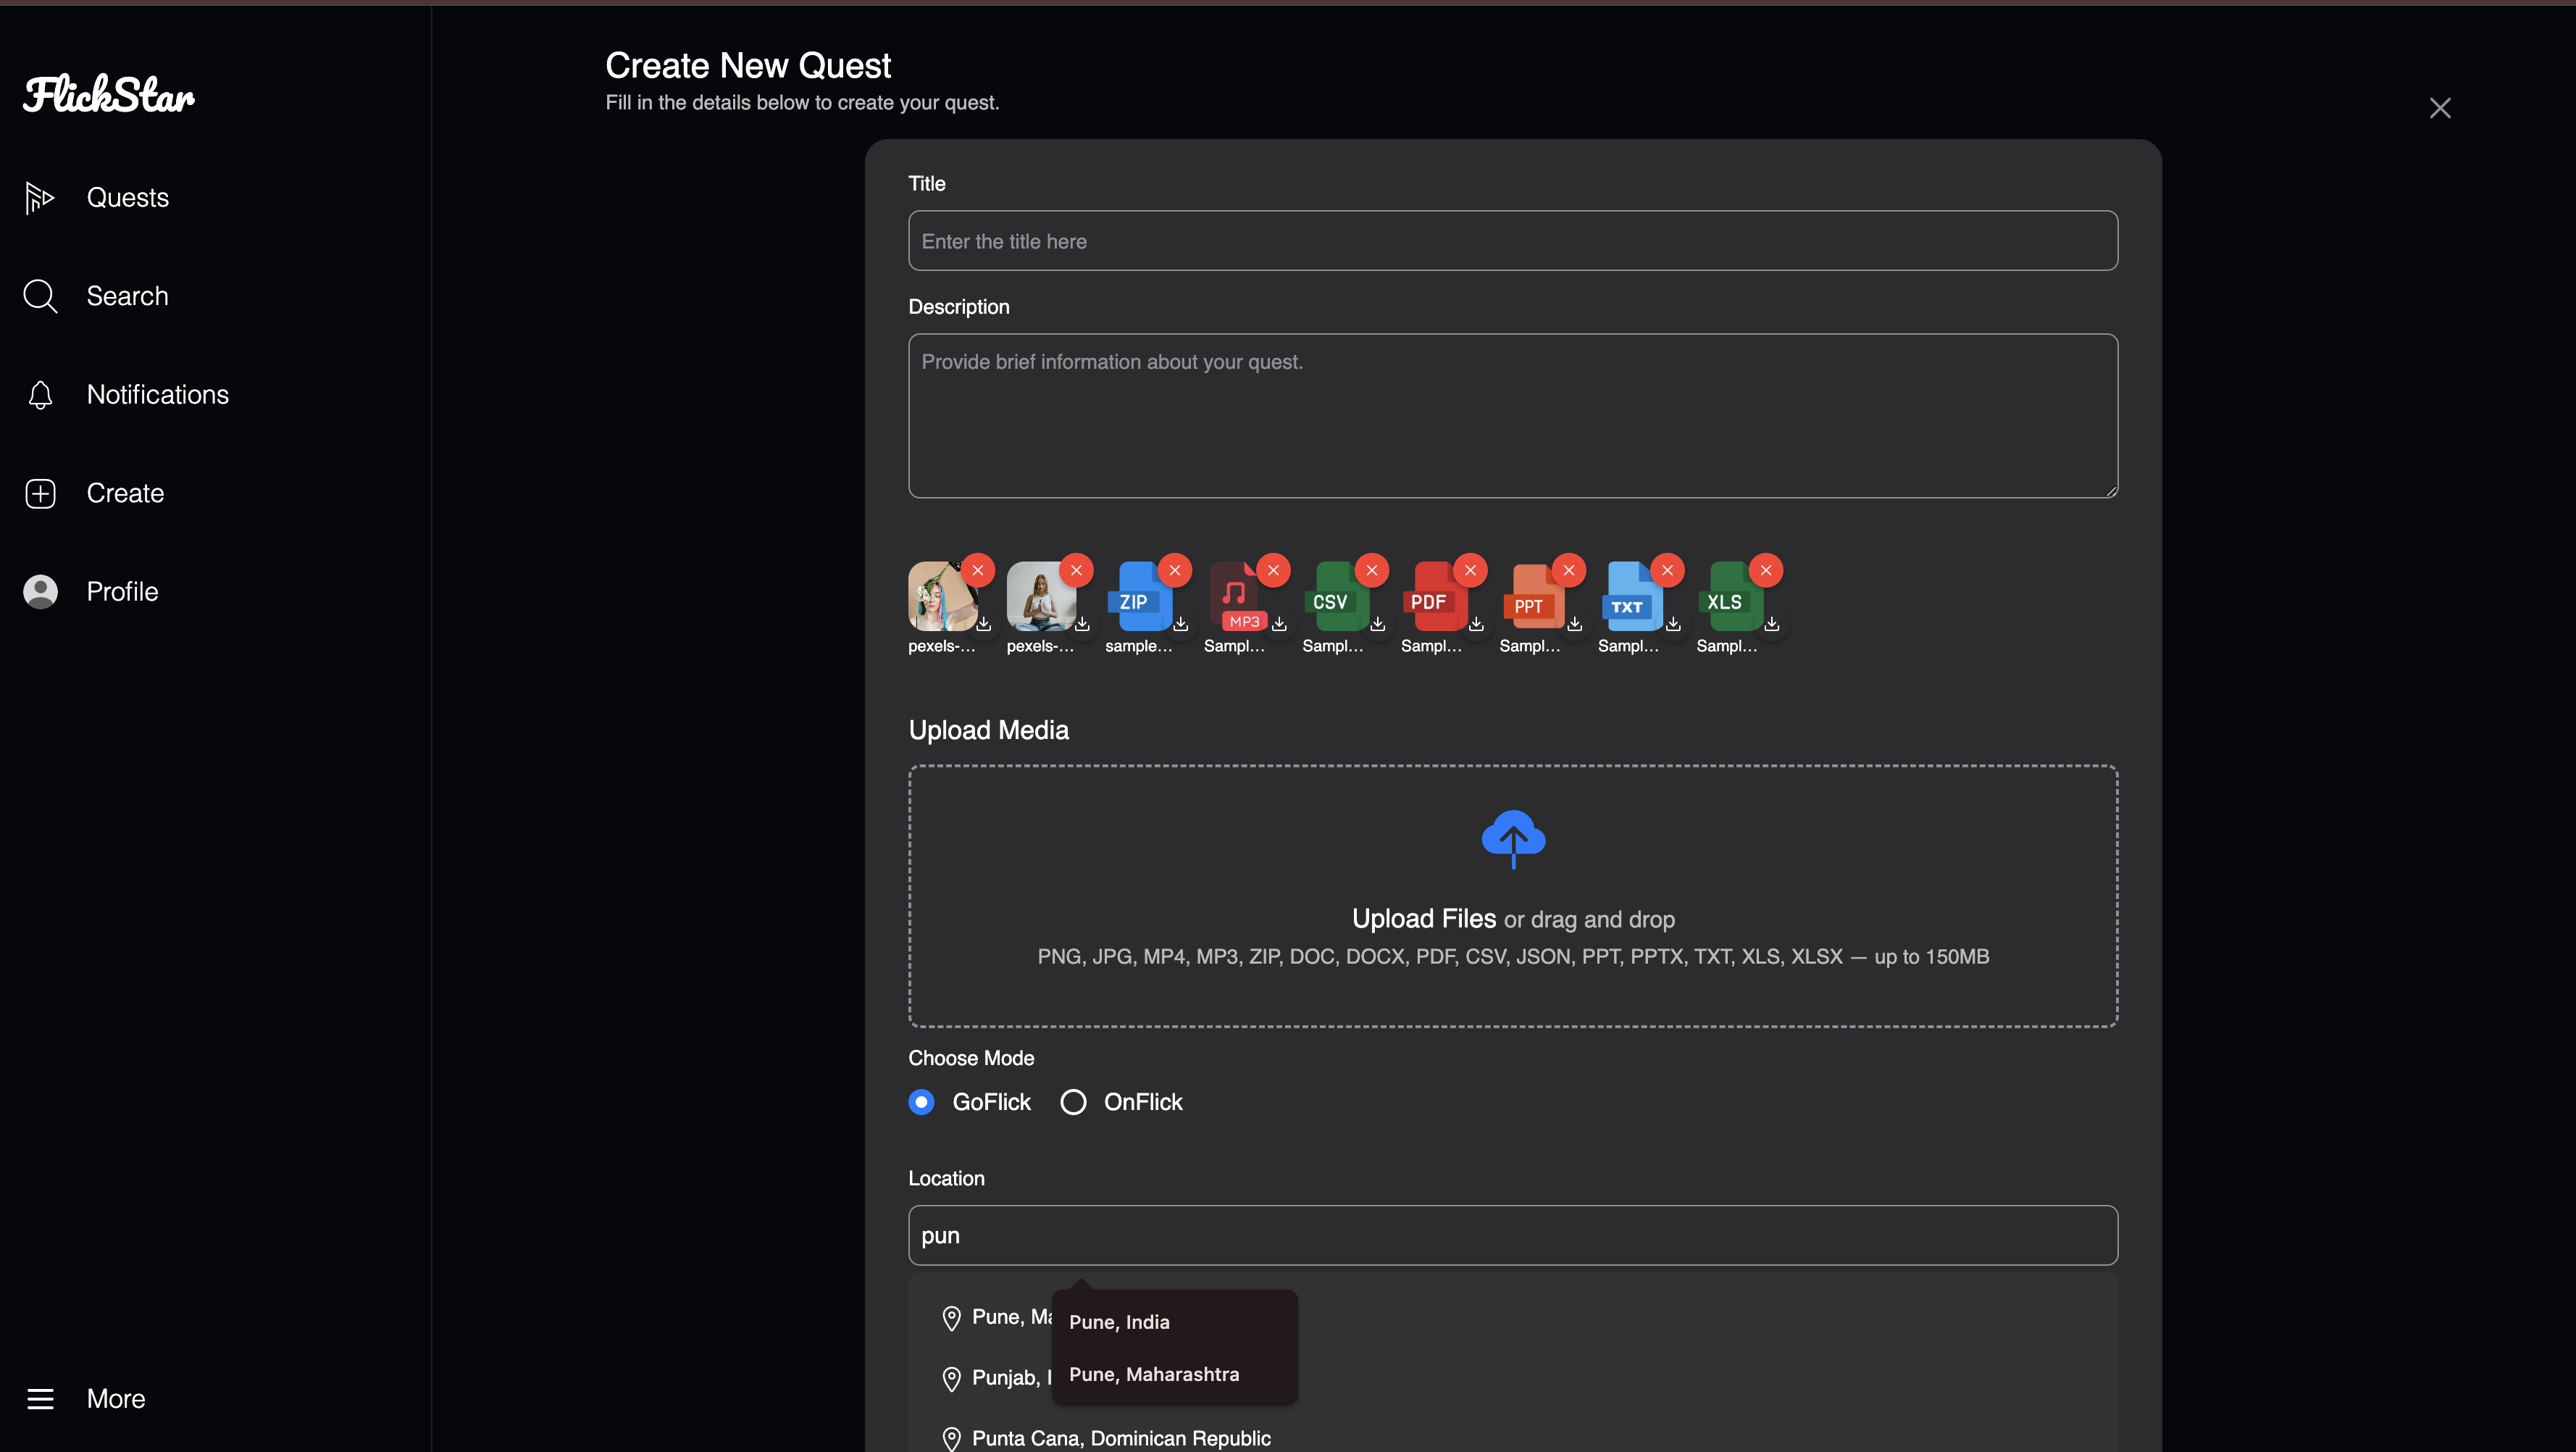 FlickStar
Quests
Search
Notifications
Create
Profile
More
Create New Quest
Fill in the details below to create your quest.
Title
Enter the title here
Description
Provide brief information about your quest.
ZIP
MP3
CSV
PDF
PPT
TXT
XLS
pexels-...
pexels-...
sample...
Sampl...
Sampl...
Sampl...
Sampl...
Sampl...
Sampl...
Upload Media
Upload Files or drag and drop
PNG, JPG, MP4, MP3, ZIP, DOC, DOCX, PDF, CSV, JSON, PPT, PPTX, TXT, XLS, XLSX — up to 150MB
Choose Mode
GoFlick
OnFlick
Location
pun
Pune,
Pune, India
Pune, Maharashtra
Punjab,
Punta Cana, Dominican Republic